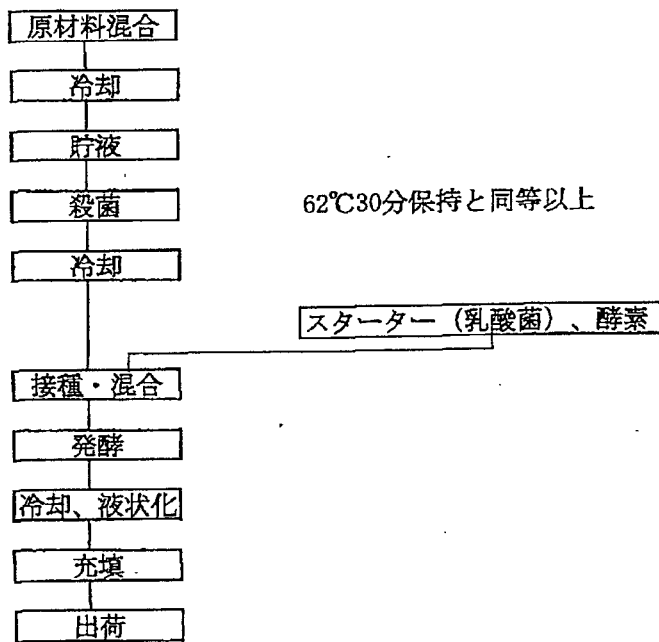 原材料混合
冷却
貯液
殺菌
62℃30分保持と同等以上
冷却
スターター（乳酸菌）、酵素
接種・混合
発酵
冷却、液状化
充填
出荷